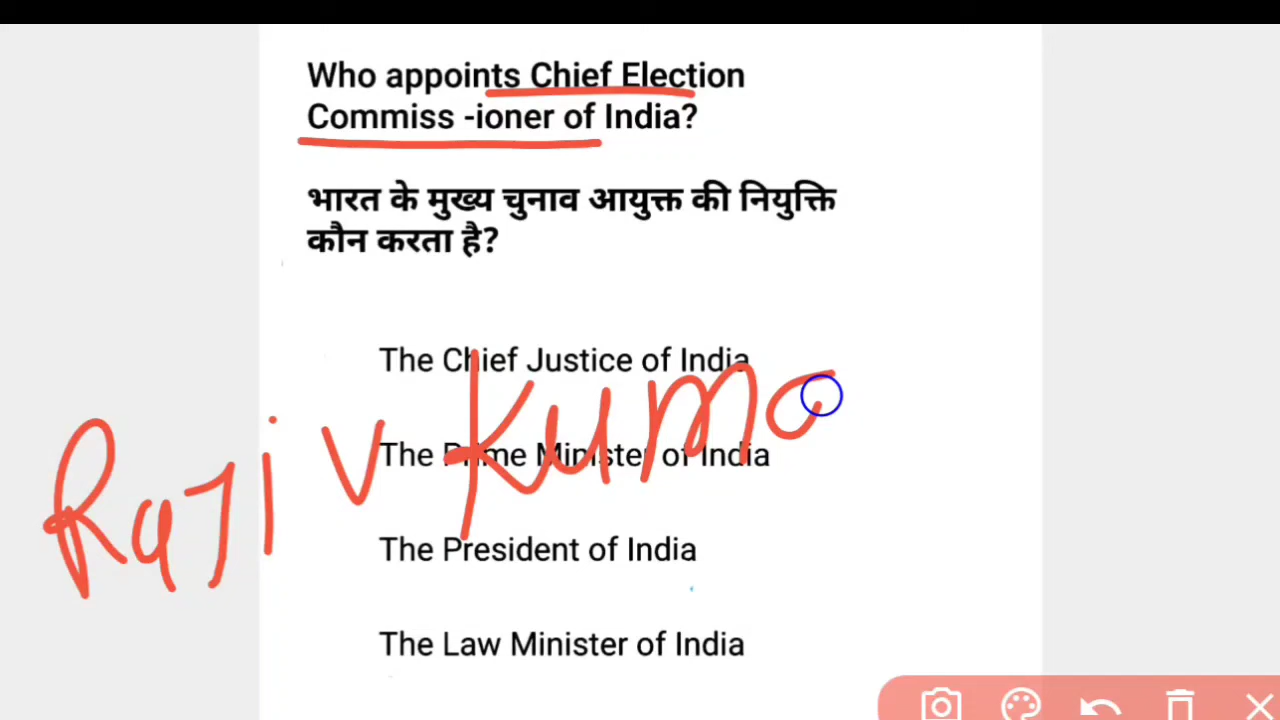 Who appoints Chief Election
Commiss -ioner of India?
भारत के मुख्य चुनाव आयुक्त की नियुक्ति
कौन करता है?
The Chief Justice of India
The Prime Minister of India
Rajiv Kuma
The President of India
The Law Minister of India